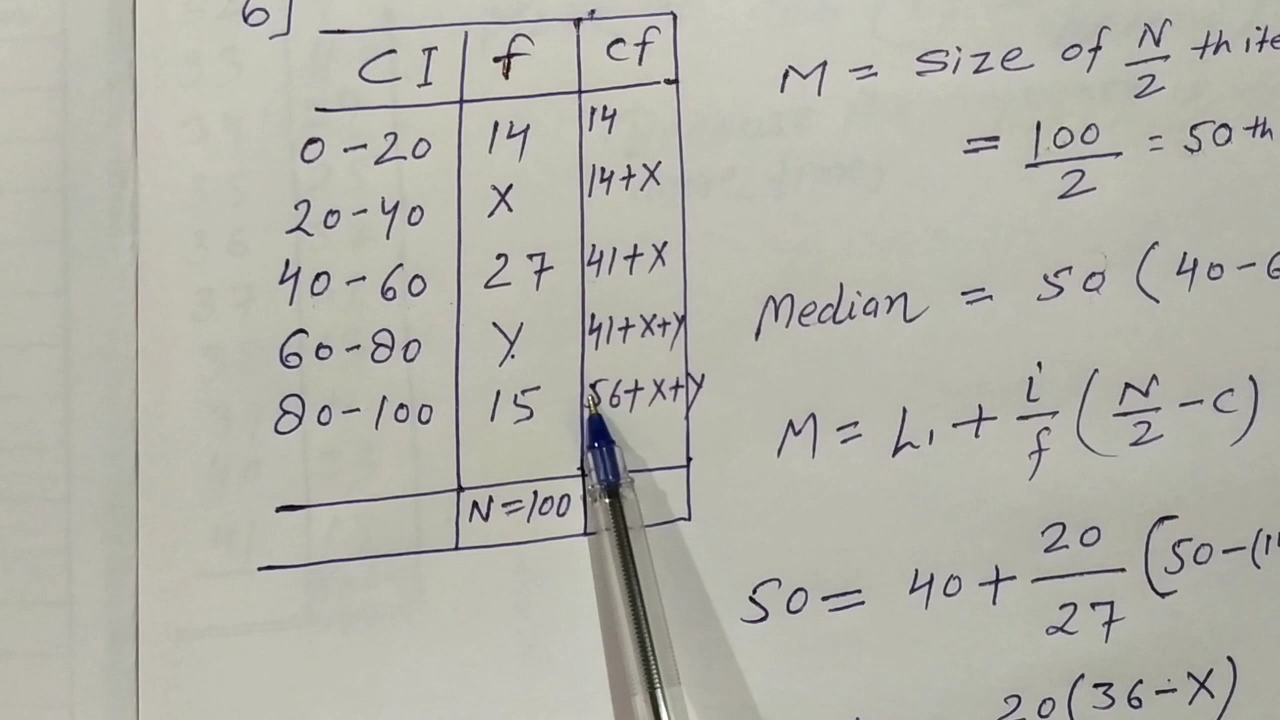 6]
CI f cf
0-20 14 14
20-40 X 14+X
40-60 27 41+X
60-80 Y 41+X+Y
80-100 15 56+X+Y
N=100
M = size of N/2 th ite
= 100/2 = 50 th
Median = 50 (40-6
M = L1 + i/f (N/2 - C)
50 = 40 + 20/27 (50-(1
20(36-X)